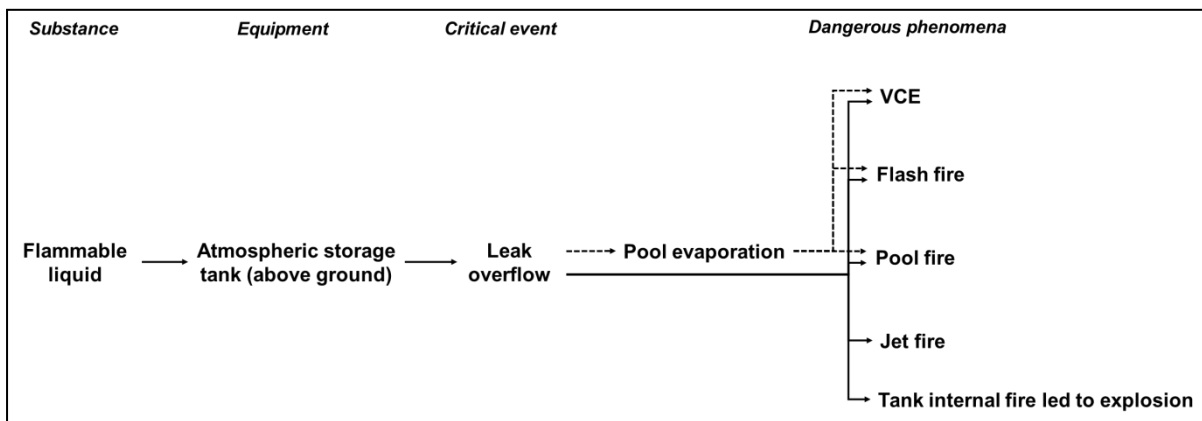 Substance Equipment Critical event Dangerous phenomena
VCE
Flash fire
Flammable
liquid
Atmospheric storage
tank (above ground)
Leak
overflow
Pool evaporation
Pool fire
Jet fire
Tank internal fire led to explosion